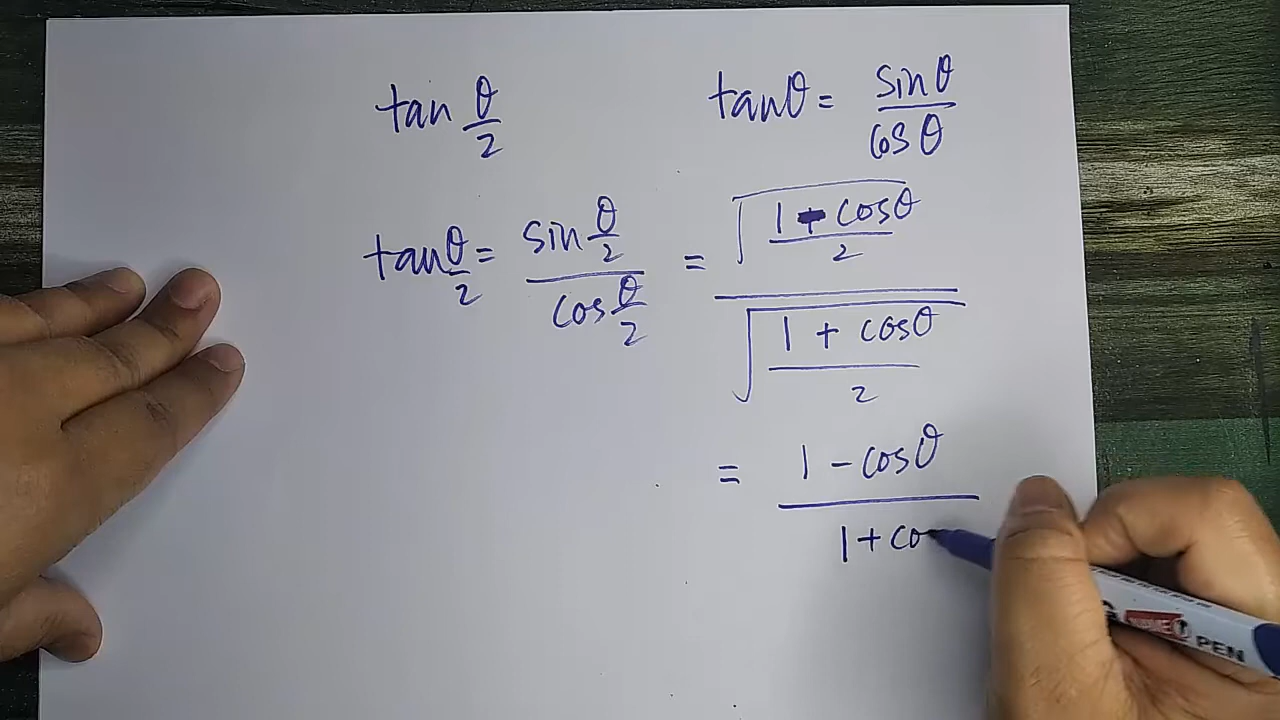 tan θ/2
tanθ = sinθ/cosθ
tanθ/2 = sin θ/2 / cos θ/2 = √((1 - cosθ)/2) / √((1 + cosθ)/2)
= 1 - cosθ / 1 + co
PEN